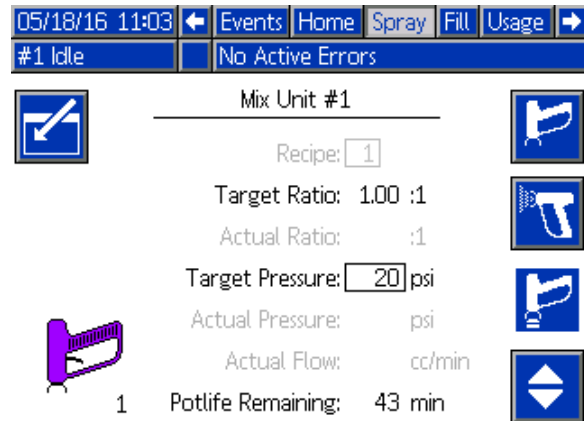 05/18/16 11:03 Events Home Spray Fill Usage
#1 Idle No Active Errors
Mix Unit #1
Recipe: 1
Target Ratio: 1.00 :1
Actual Ratio: :1
Target Pressure: 20 psi
Actual Pressure: psi
Actual Flow: cc/min
1 Potlife Remaining: 43 min